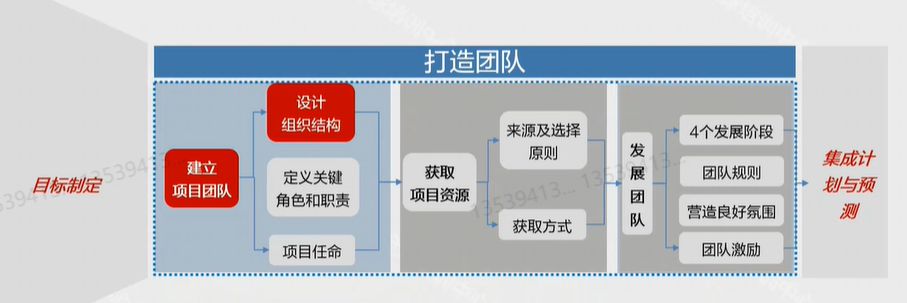 打造团队
目标制定
建立
项目团队
设计
组织结构
定义关键
角色和职责
项目任命
获取
项目资源
来源及选择
原则
获取方式
发
展
团
队
4个发展阶段
团队规则
营造良好氛围
团队激励
集成计
划与预
测
13539413...
13539413...